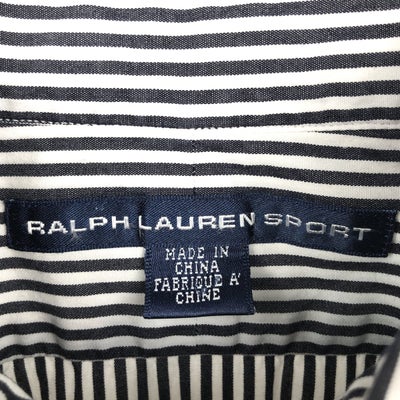 RALPH LAUREN SPORT
MADE IN
CHINA
FABRIQUE A'
CHINE